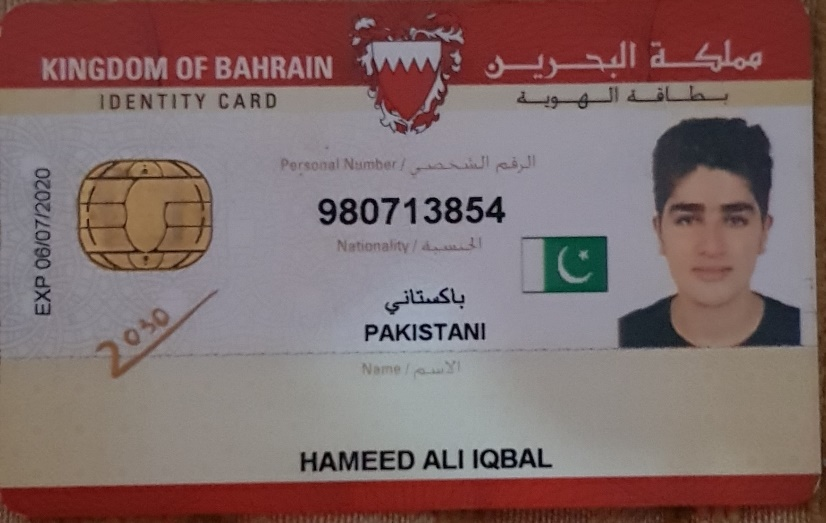 KINGDOM OF BAHRAIN
مملكة البحرين
IDENTITY CARD
بطاقة الهوية
Personal Number / الرقم الشخصي
980713854
EXP 06/07/2020
Nationality / الجنسية
باكستاني
PAKISTANI
2030
Name / الاسم
HAMEED ALI IQBAL